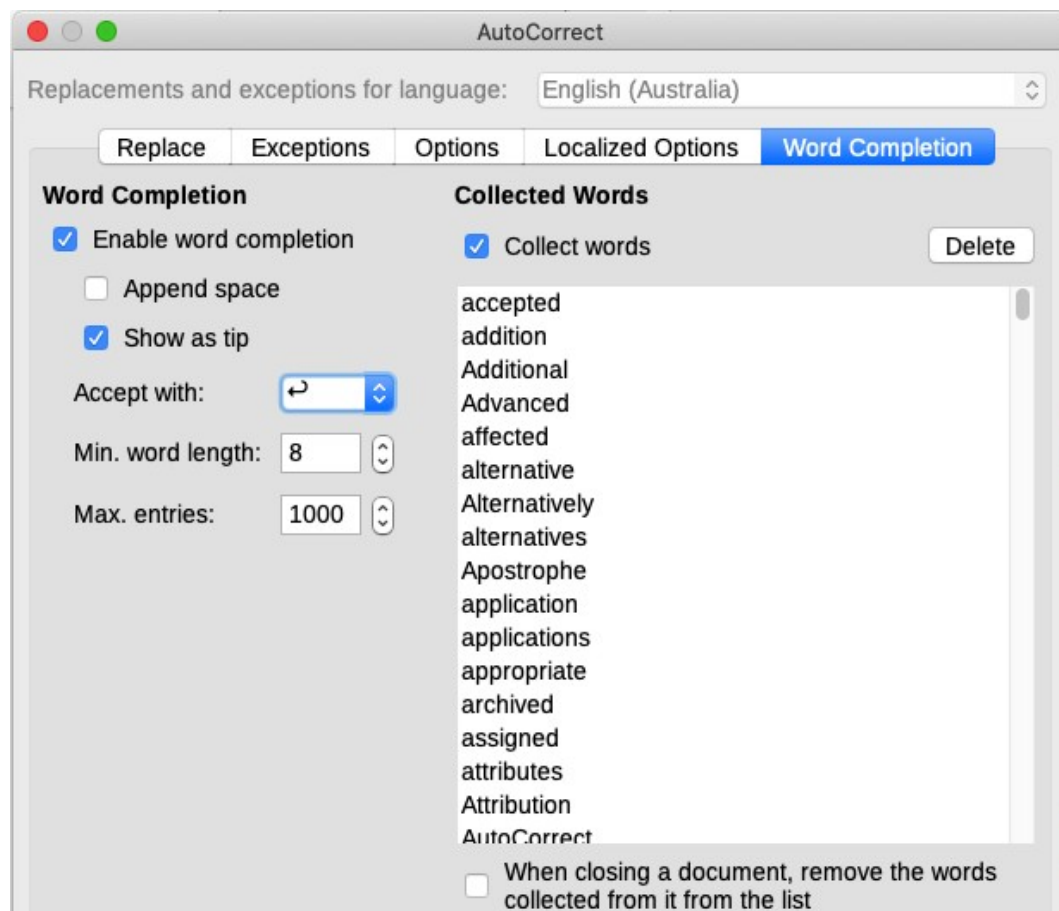 AutoCorrect
Replacements and exceptions for language: English (Australia)
Replace Exceptions Options Localized Options Word Completion
Word Completion
Enable word completion
Append space
Show as tip
Accept with: ↩
Min. word length: 8
Max. entries: 1000
Collected Words
Collect words Delete
accepted
addition
Additional
Advanced
affected
alternative
Alternatively
alternatives
Apostrophe
application
applications
appropriate
archived
assigned
attributes
Attribution
AutoCorrect
When closing a document, remove the words
collected from it from the list